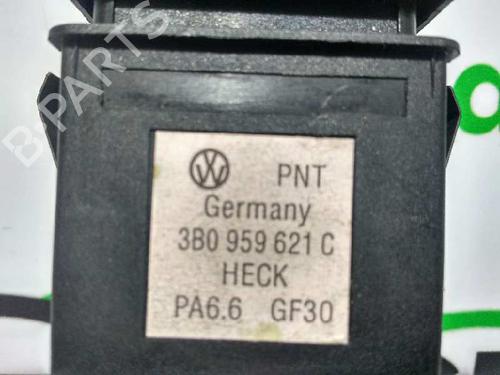 B-PARTS
PNT
Germany
3B0 959 621 C
HECK
PA6.6 GF30